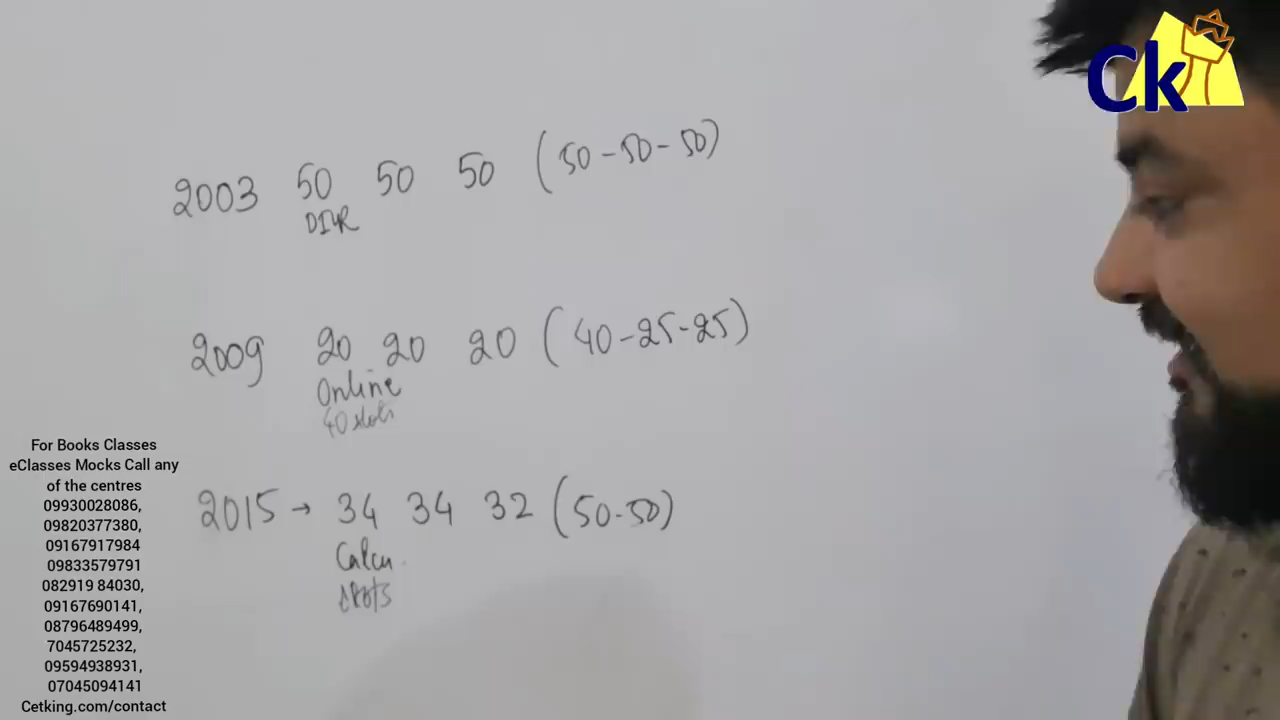 Ck
2003 50 50 50 (50-50-50)
2009 20 20 20 (40-25-25)
Online
2015 → 34 34 32 (50-50)
Calcu.
For Books Classes
eClasses Mocks Call any
of the centres
09930028086,
09820377380,
09167917984
09833579791
082919 84030,
09167690141,
08796489499,
7045725232,
09594938931,
07045094141
Cetking.com/contact